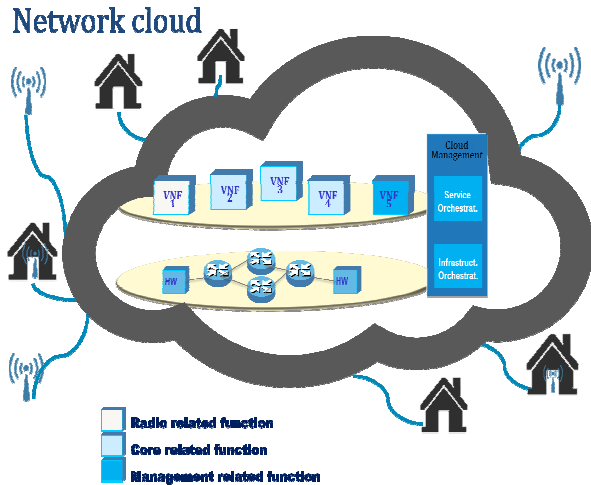 Network cloud
Cloud
Management
VNF
1
VNF
2
VNF
3
VNF
4
VNF
5
Service
Orchestrat.
HW
HW
Infrastruct.
Orchestrat.
Radio related function
Core related function
Management related function